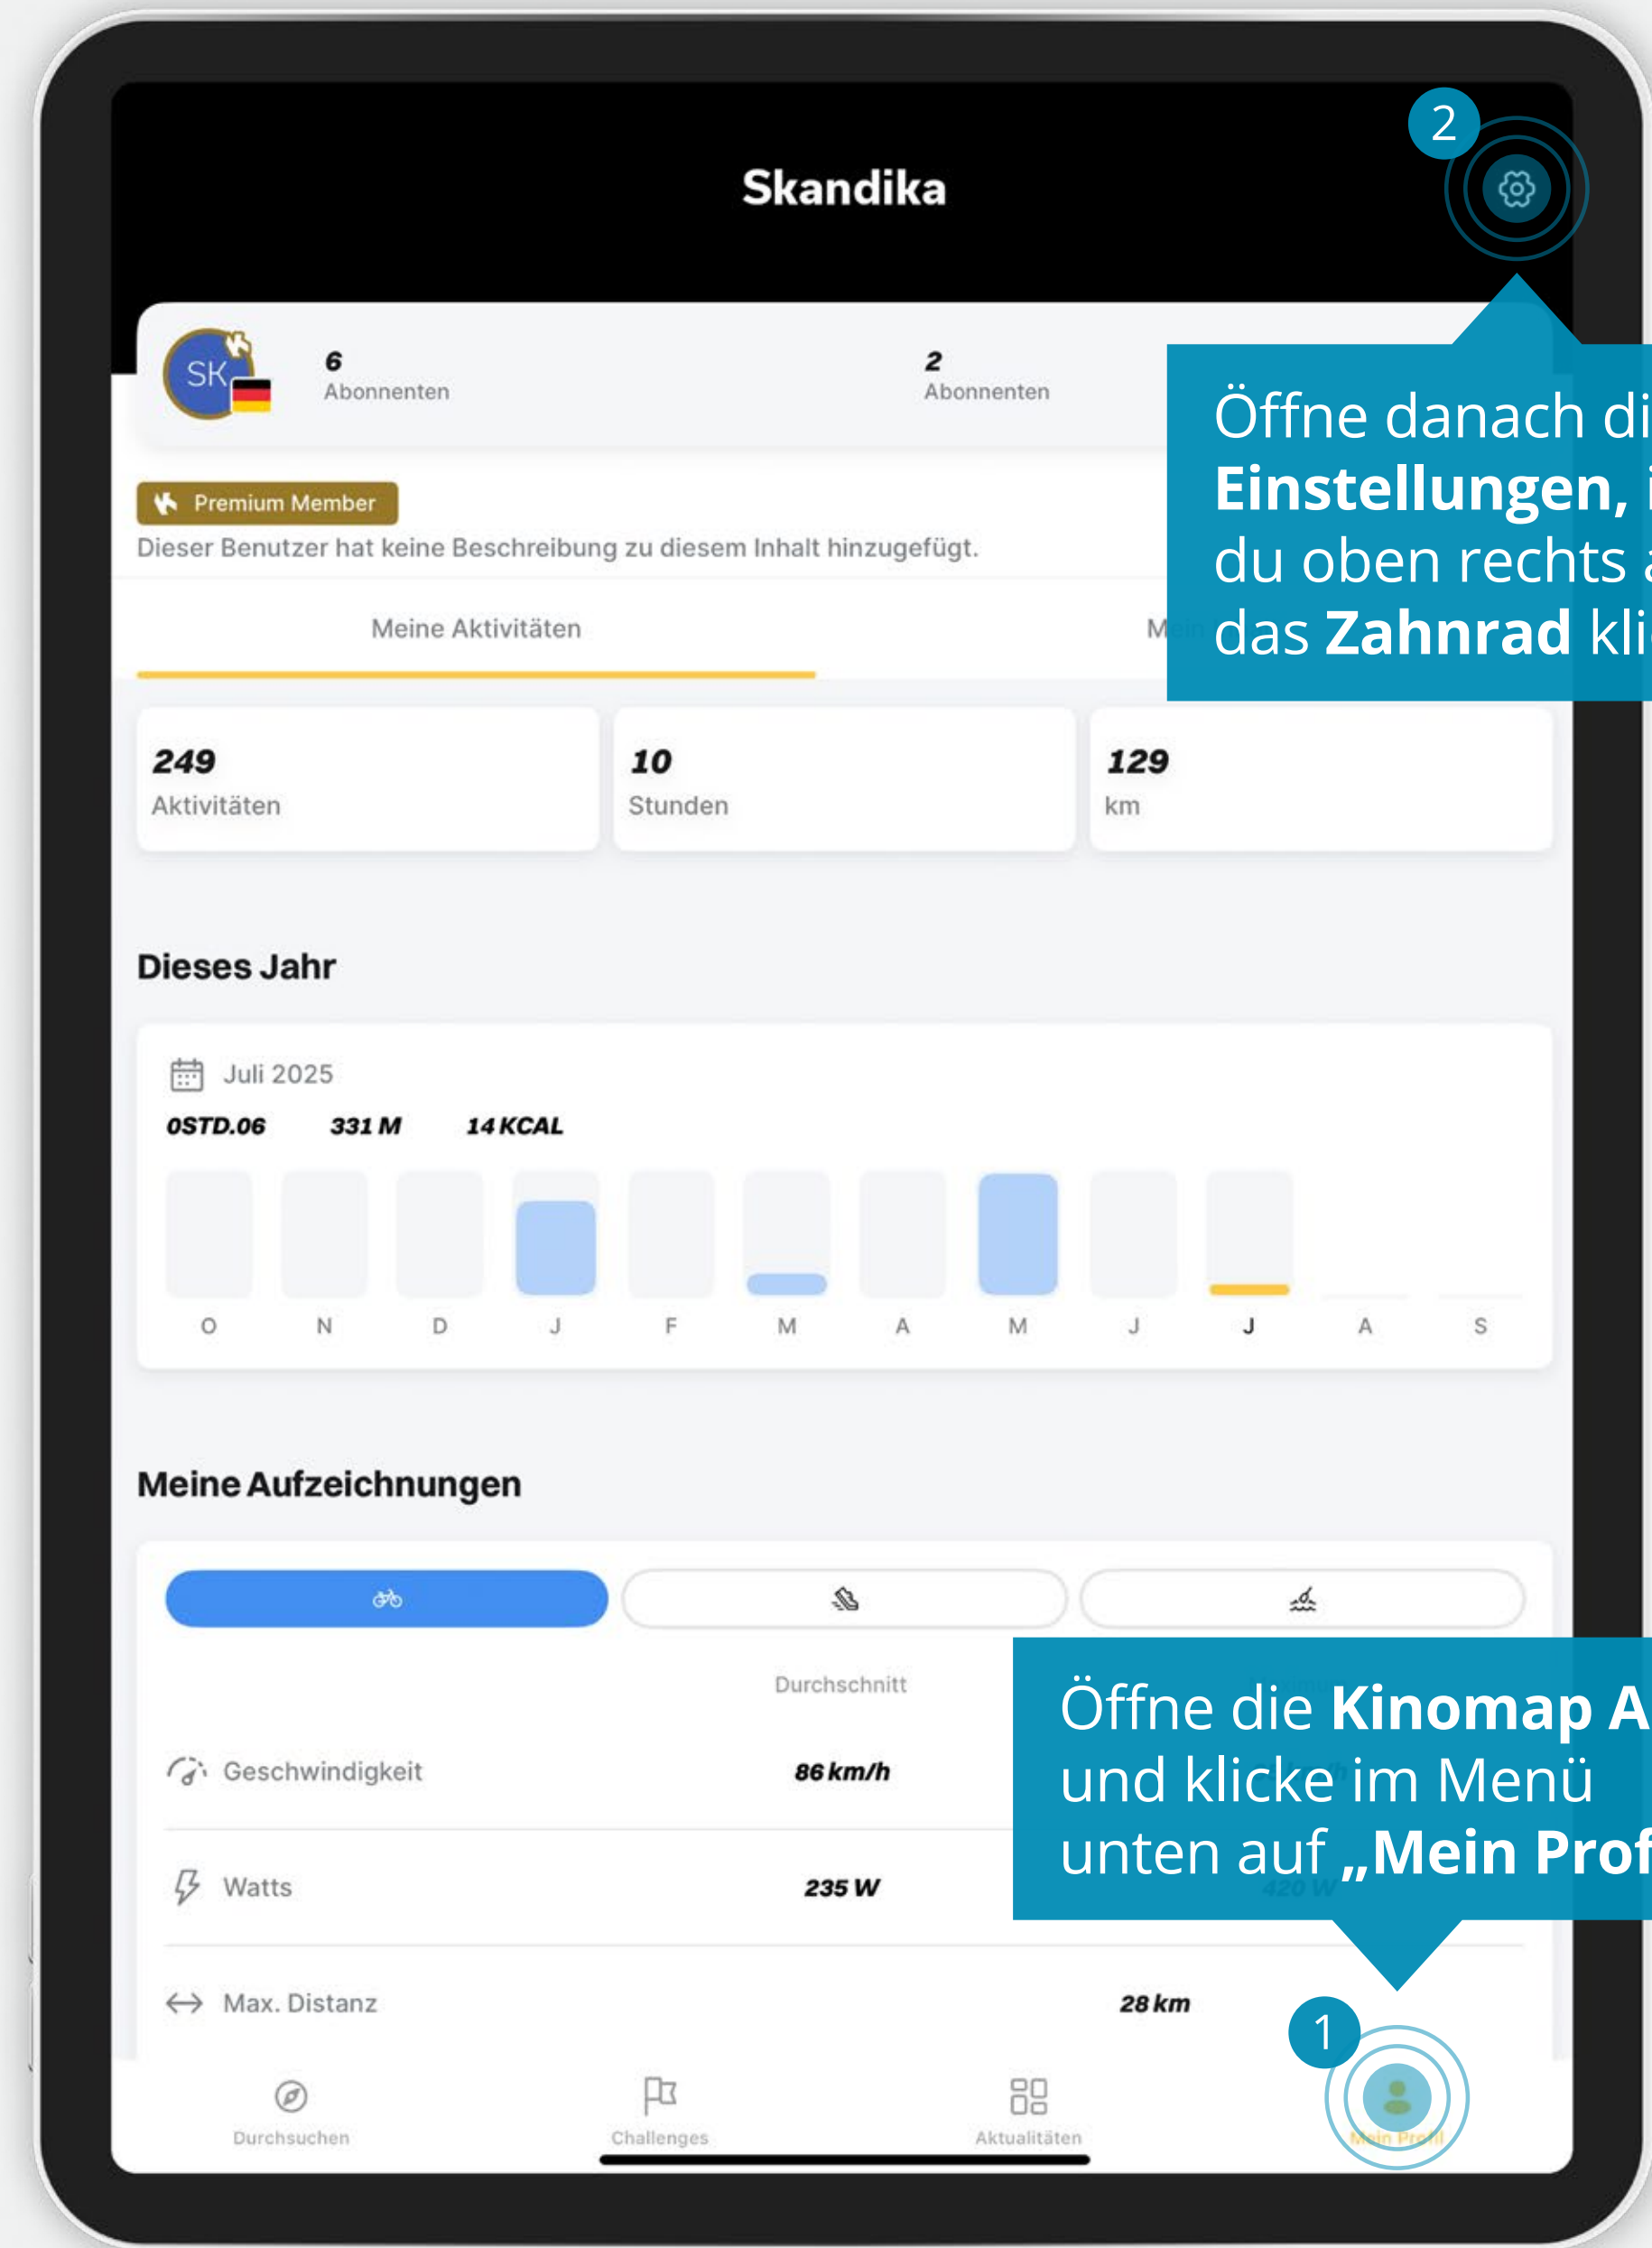 2
Skandika
SK
6
Abonnenten
2
Abonnenten
Öffne danach
Einstellungen,
du oben rechts
das Zahnrad
Premium Member
Dieser Benutzer hat keine Beschreibung zu diesem Inhalt hinzugefügt.
Meine Aktivitäten
249
Aktivitäten
10
Stunden
129
km
Dieses Jahr
Juli 2025
0STD.06 331 M 14 KCAL
O N D J F M A M J J A S
Meine Aufzeichnungen
Durchschnitt
Öffne die Kinomap
und klicke im Menü
unten auf „Mein
Geschwindigkeit 86 km/h
Watts 235 W 420 W
Max. Distanz 28 km
1
Durchsuchen Challenges Aktualitäten Mein Profil